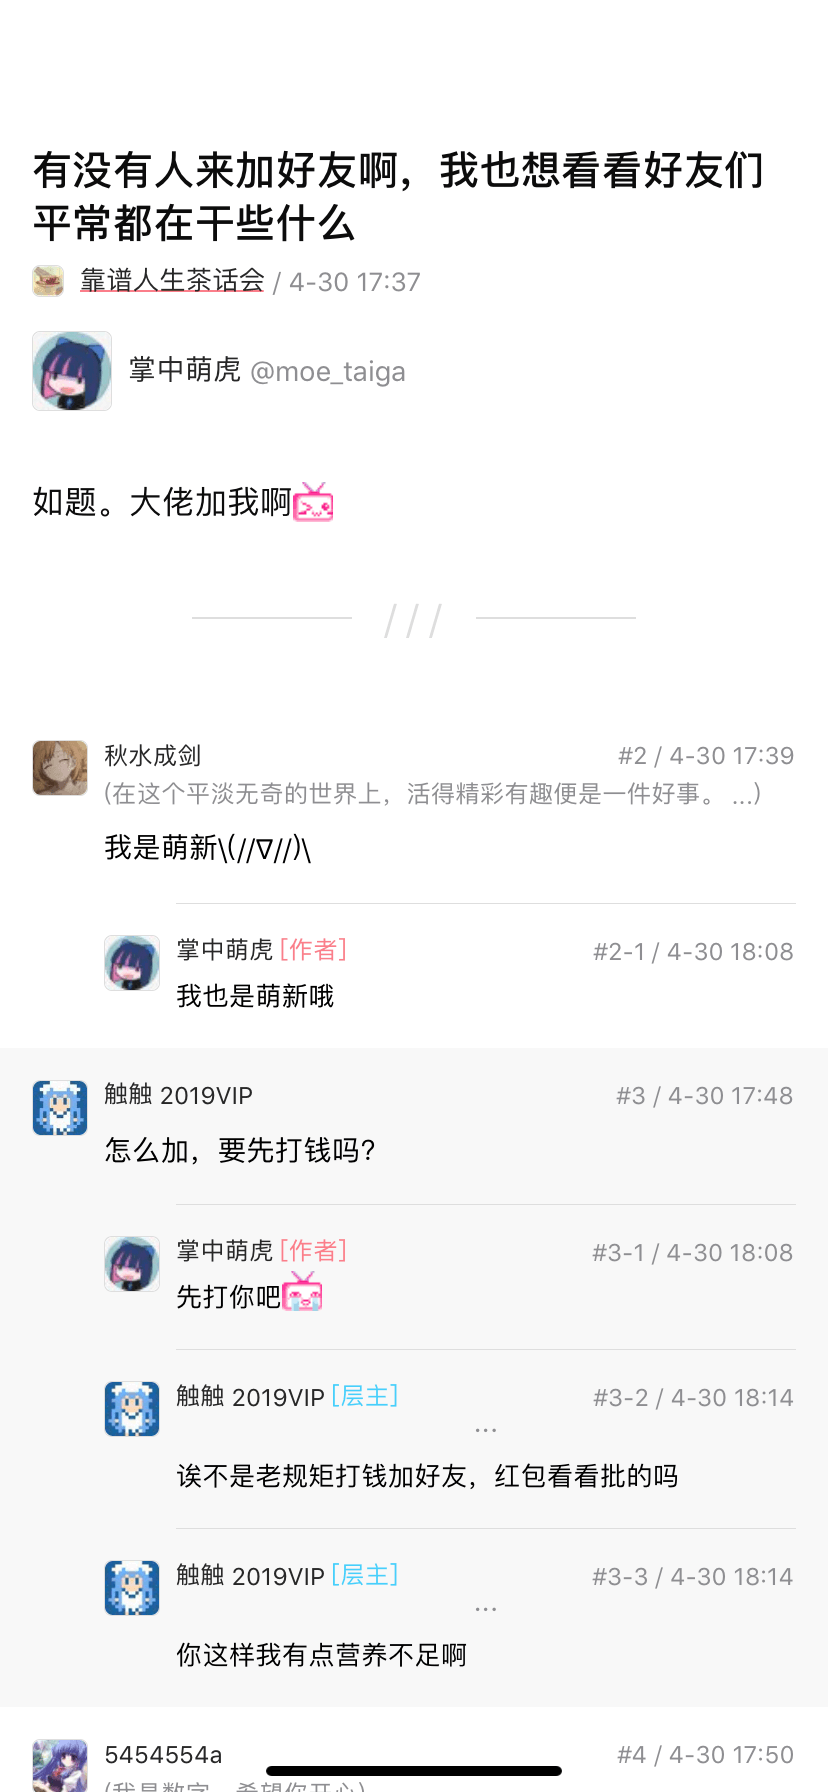 有没有人来加好友啊，我也想看看好友们
平常都在干些什么
靠谱人生茶话会 / 4-30 17:37
掌中萌虎 @moe_taiga
如题。大佬加我啊
///
秋水成剑 #2 / 4-30 17:39
(在这个平淡无奇的世界上，活得精彩有趣便是一件好事。 ...)
我是萌新\(//∇//)\
掌中萌虎 [作者] #2-1 / 4-30 18:08
我也是萌新哦
触触 2019VIP #3 / 4-30 17:48
怎么加，要先打钱吗?
掌中萌虎 [作者] #3-1 / 4-30 18:08
先打你吧
触触 2019VIP [层主] #3-2 / 4-30 18:14
...
诶不是老规矩打钱加好友，红包看看批的吗
触触 2019VIP [层主] #3-3 / 4-30 18:14
...
你这样我有点营养不足啊
5454554a #4 / 4-30 17:50
(我是数字，希望你开心)